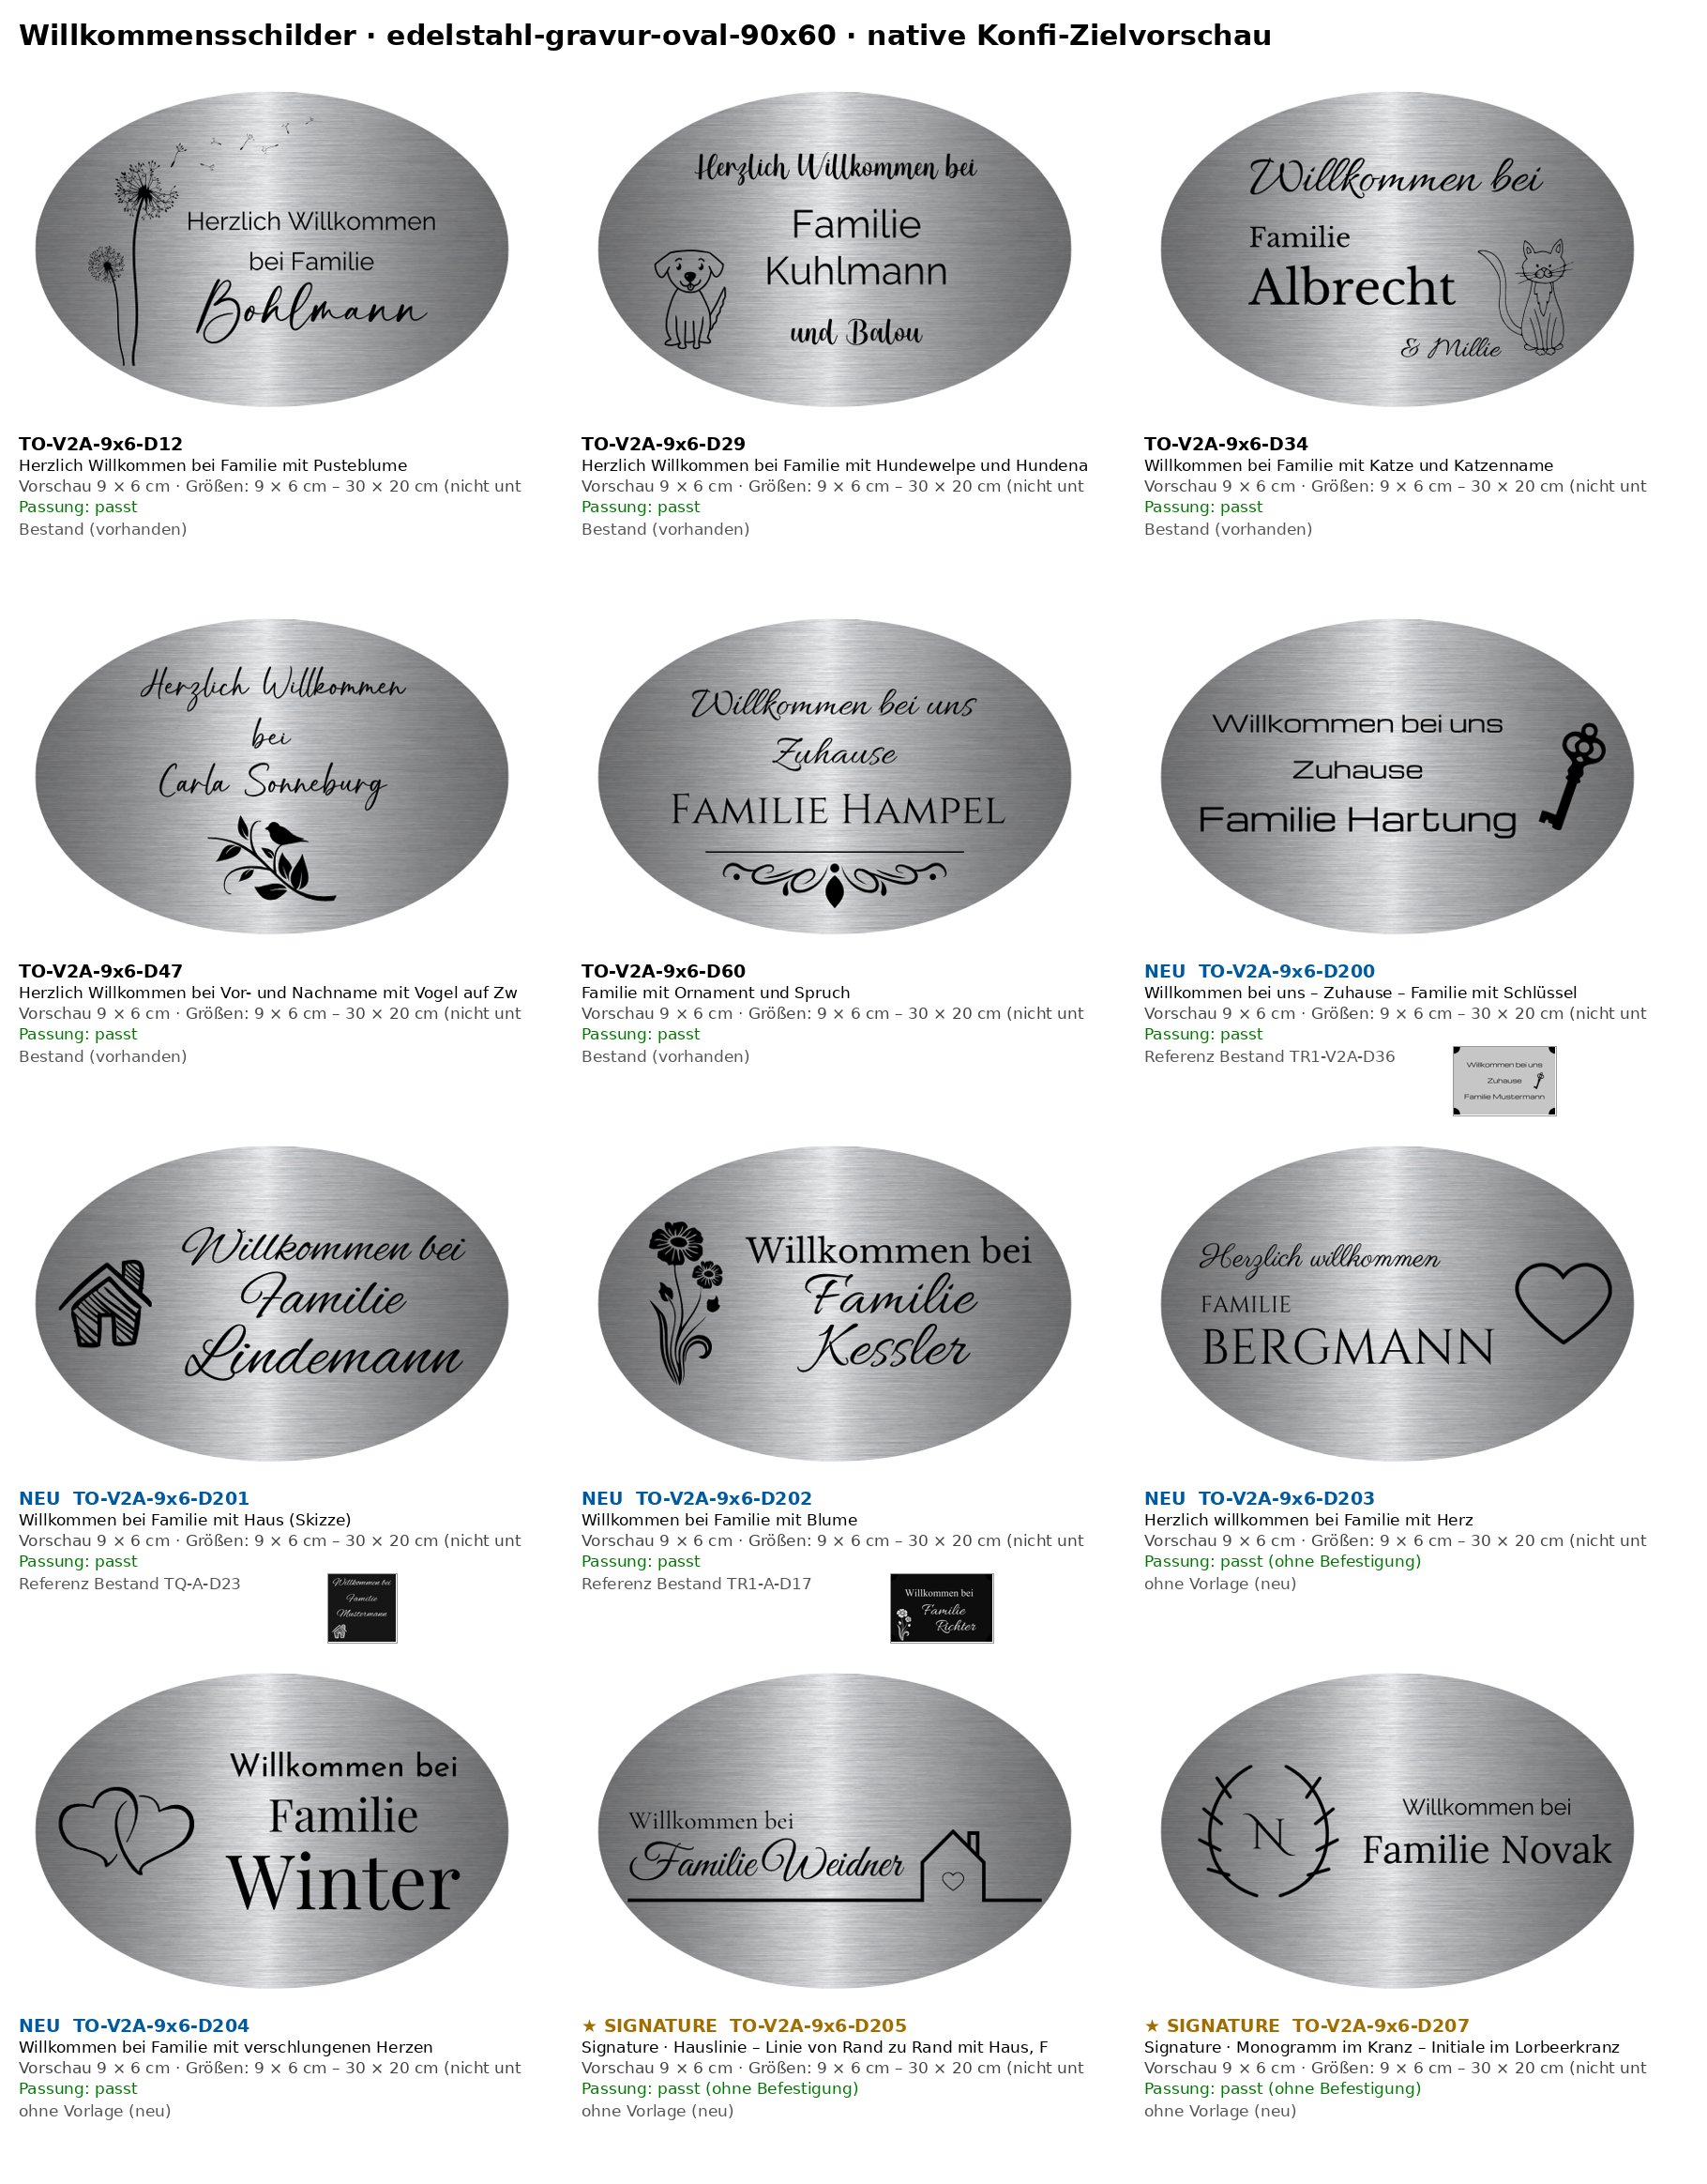 Willkommensschilder · edelstahl-gravur-oval-90x60 · native Konfi-Zielvorschau
Herzlich Willkommen
bei Familie
Bohlmann
TO-V2A-9x6-D12
Herzlich Willkommen bei Familie mit Pusteblume
Vorschau 9 × 6 cm · Größen: 9 × 6 cm – 30 × 20 cm (nicht unt
Passung: passt
Bestand (vorhanden)
Herzlich Willkommen bei
Familie
Kuhlmann
und Balou
TO-V2A-9x6-D29
Herzlich Willkommen bei Familie mit Hundewelpe und Hundena
Vorschau 9 × 6 cm · Größen: 9 × 6 cm – 30 × 20 cm (nicht unt
Passung: passt
Bestand (vorhanden)
Willkommen bei
Familie
Albrecht
& Millie
TO-V2A-9x6-D34
Willkommen bei Familie mit Katze und Katzenname
Vorschau 9 × 6 cm · Größen: 9 × 6 cm – 30 × 20 cm (nicht unt
Passung: passt
Bestand (vorhanden)
Herzlich Willkommen
bei
Carla Sonneburg
TO-V2A-9x6-D47
Herzlich Willkommen bei Vor- und Nachname mit Vogel auf Zw
Vorschau 9 × 6 cm · Größen: 9 × 6 cm – 30 × 20 cm (nicht unt
Passung: passt
Bestand (vorhanden)
Willkommen bei uns
Zuhause
Familie Hampel
TO-V2A-9x6-D60
Familie mit Ornament und Spruch
Vorschau 9 × 6 cm · Größen: 9 × 6 cm – 30 × 20 cm (nicht unt
Passung: passt
Bestand (vorhanden)
Willkommen bei uns
Zuhause
Familie Hartung
NEU TO-V2A-9x6-D200
Willkommen bei uns – Zuhause – Familie mit Schlüssel
Vorschau 9 × 6 cm · Größen: 9 × 6 cm – 30 × 20 cm (nicht unt
Passung: passt
Referenz Bestand TR1-V2A-D36
Willkommen bei uns
Zuhause
Familie Mustermann
Willkommen bei
Familie
Lindemann
NEU TO-V2A-9x6-D201
Willkommen bei Familie mit Haus (Skizze)
Vorschau 9 × 6 cm · Größen: 9 × 6 cm – 30 × 20 cm (nicht unt
Passung: passt
Referenz Bestand TQ-A-D23
Willkommen bei
Familie
Mustermann
Willkommen bei
Familie
Kessler
NEU TO-V2A-9x6-D202
Willkommen bei Familie mit Blume
Vorschau 9 × 6 cm · Größen: 9 × 6 cm – 30 × 20 cm (nicht unt
Passung: passt
Referenz Bestand TR1-A-D17
Willkommen bei
Familie
Richter
Herzlich willkommen
FAMILIE
BERGMANN
NEU TO-V2A-9x6-D203
Herzlich willkommen bei Familie mit Herz
Vorschau 9 × 6 cm · Größen: 9 × 6 cm – 30 × 20 cm (nicht unt
Passung: passt (ohne Befestigung)
ohne Vorlage (neu)
Willkommen bei
Familie
Winter
NEU TO-V2A-9x6-D204
Willkommen bei Familie mit verschlungenen Herzen
Vorschau 9 × 6 cm · Größen: 9 × 6 cm – 30 × 20 cm (nicht unt
Passung: passt
ohne Vorlage (neu)
Willkommen bei
Familie Weidner
★ SIGNATURE TO-V2A-9x6-D205
Signature · Hauslinie – Linie von Rand zu Rand mit Haus, F
Vorschau 9 × 6 cm · Größen: 9 × 6 cm – 30 × 20 cm (nicht unt
Passung: passt (ohne Befestigung)
ohne Vorlage (neu)
N
Willkommen bei
Familie Novak
★ SIGNATURE TO-V2A-9x6-D207
Signature · Monogramm im Kranz – Initiale im Lorbeerkranz
Vorschau 9 × 6 cm · Größen: 9 × 6 cm – 30 × 20 cm (nicht unt
Passung: passt (ohne Befestigung)
ohne Vorlage (neu)